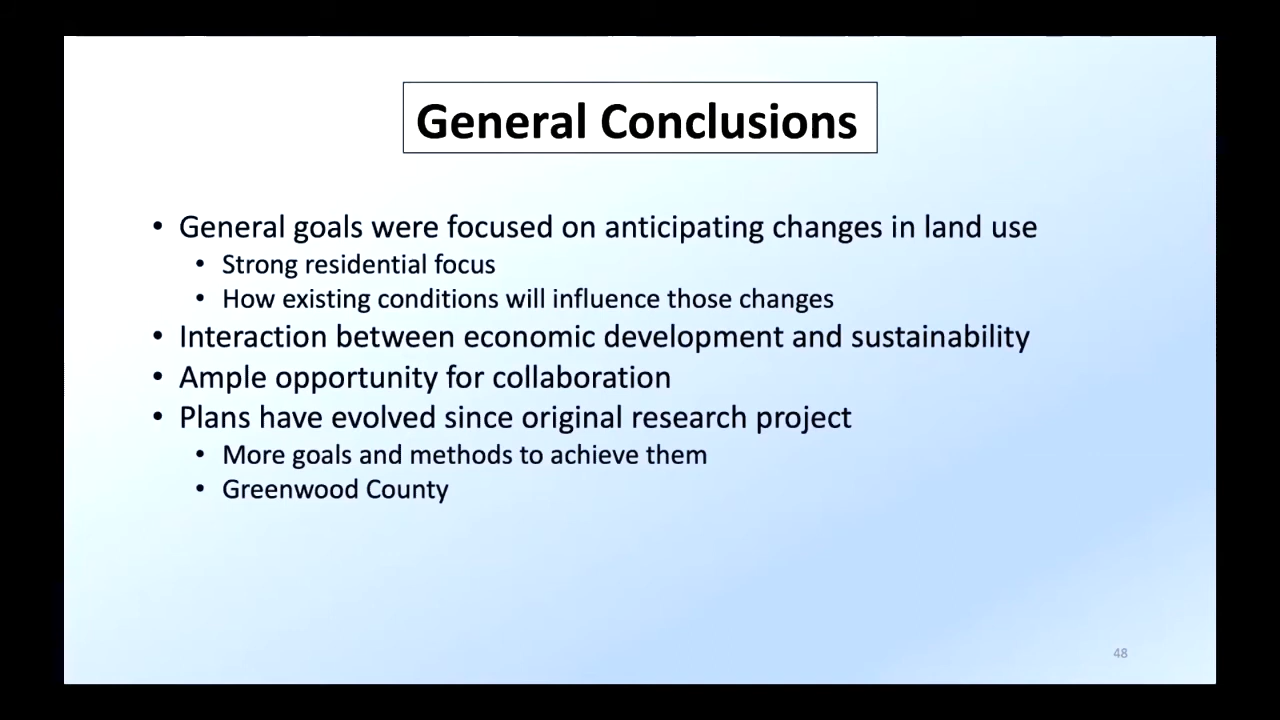 General Conclusions
• General goals were focused on anticipating changes in land use
• Strong residential focus
• How existing conditions will influence those changes
• Interaction between economic development and sustainability
• Ample opportunity for collaboration
• Plans have evolved since original research project
• More goals and methods to achieve them
• Greenwood County
48